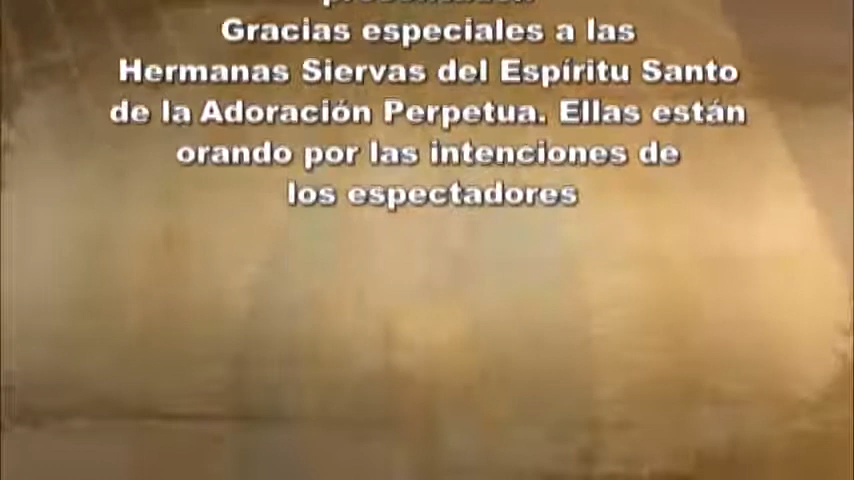 Gracias especiales a las
Hermanas Siervas del Espíritu Santo
de la Adoración Perpetua. Ellas están
orando por las intenciones de
los espectadores